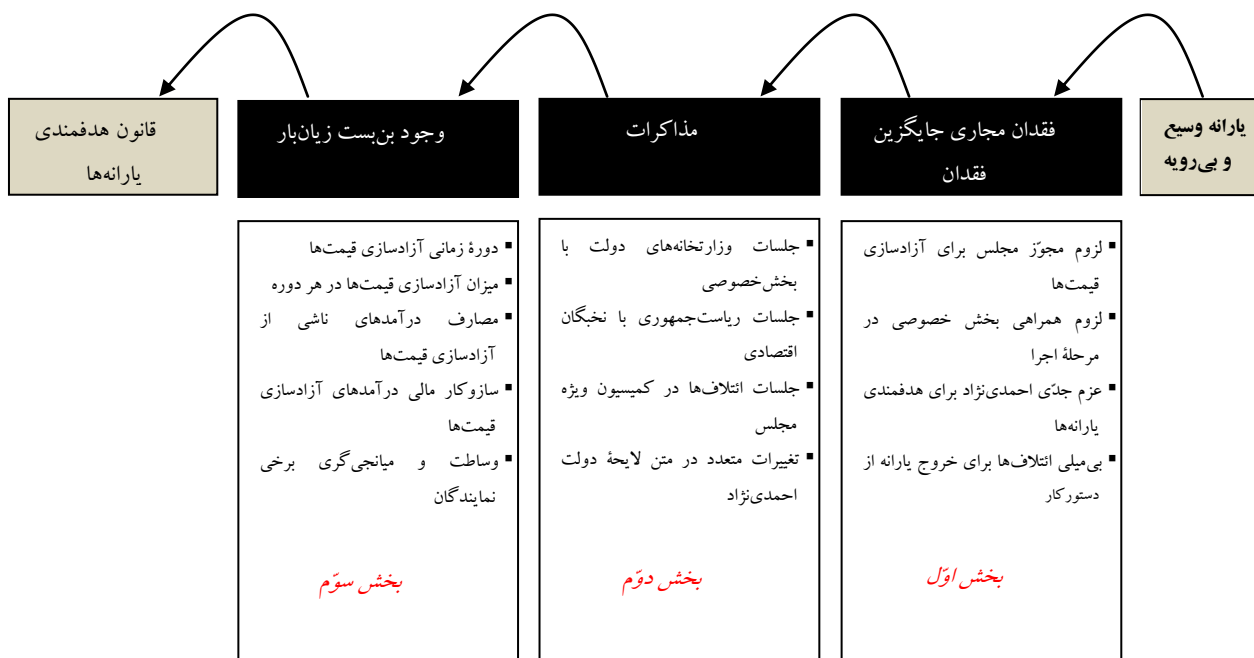 یارانه وسیع
و بی‌رویه
فقدان مجاری جایگزین
فقدان
مذاکرات
وجود بن‌بست زیان‌بار
قانون هدفمندی
یارانه‌ها
▪ لزوم مجوّز مجلس برای آزادسازی
قیمت‌ها
▪ لزوم همراهی بخش خصوصی در
مرحلۀ اجرا
▪ عزم جدّی احمدی‌نژاد برای هدفمندی
یارانه‌ها
▪ بی‌میلی ائتلاف‌ها برای خروج یارانه از
دستورکار
بخش اوّل
▪ جلسات وزارتخانه‌های دولت با
بخش‌خصوصی
▪ جلسات ریاست‌جمهوری با نخبگان
اقتصادی
▪ جلسات ائتلاف‌ها در کمیسیون ویژه
مجلس
▪ تغییرات متعدد در متن لایحۀ دولت
احمدی‌نژاد
بخش دوّم
▪ دورۀ زمانی آزادسازی قیمت‌ها
▪ میزان آزادسازی قیمت‌ها در هر دوره
▪ مصارف درآمدهای ناشی از
آزادسازی قیمت‌ها
▪ سازوکار مالی درآمدهای آزادسازی
قیمت‌ها
▪ وساطت و میانجی‌گری برخی
نمایندگان
بخش سوّم